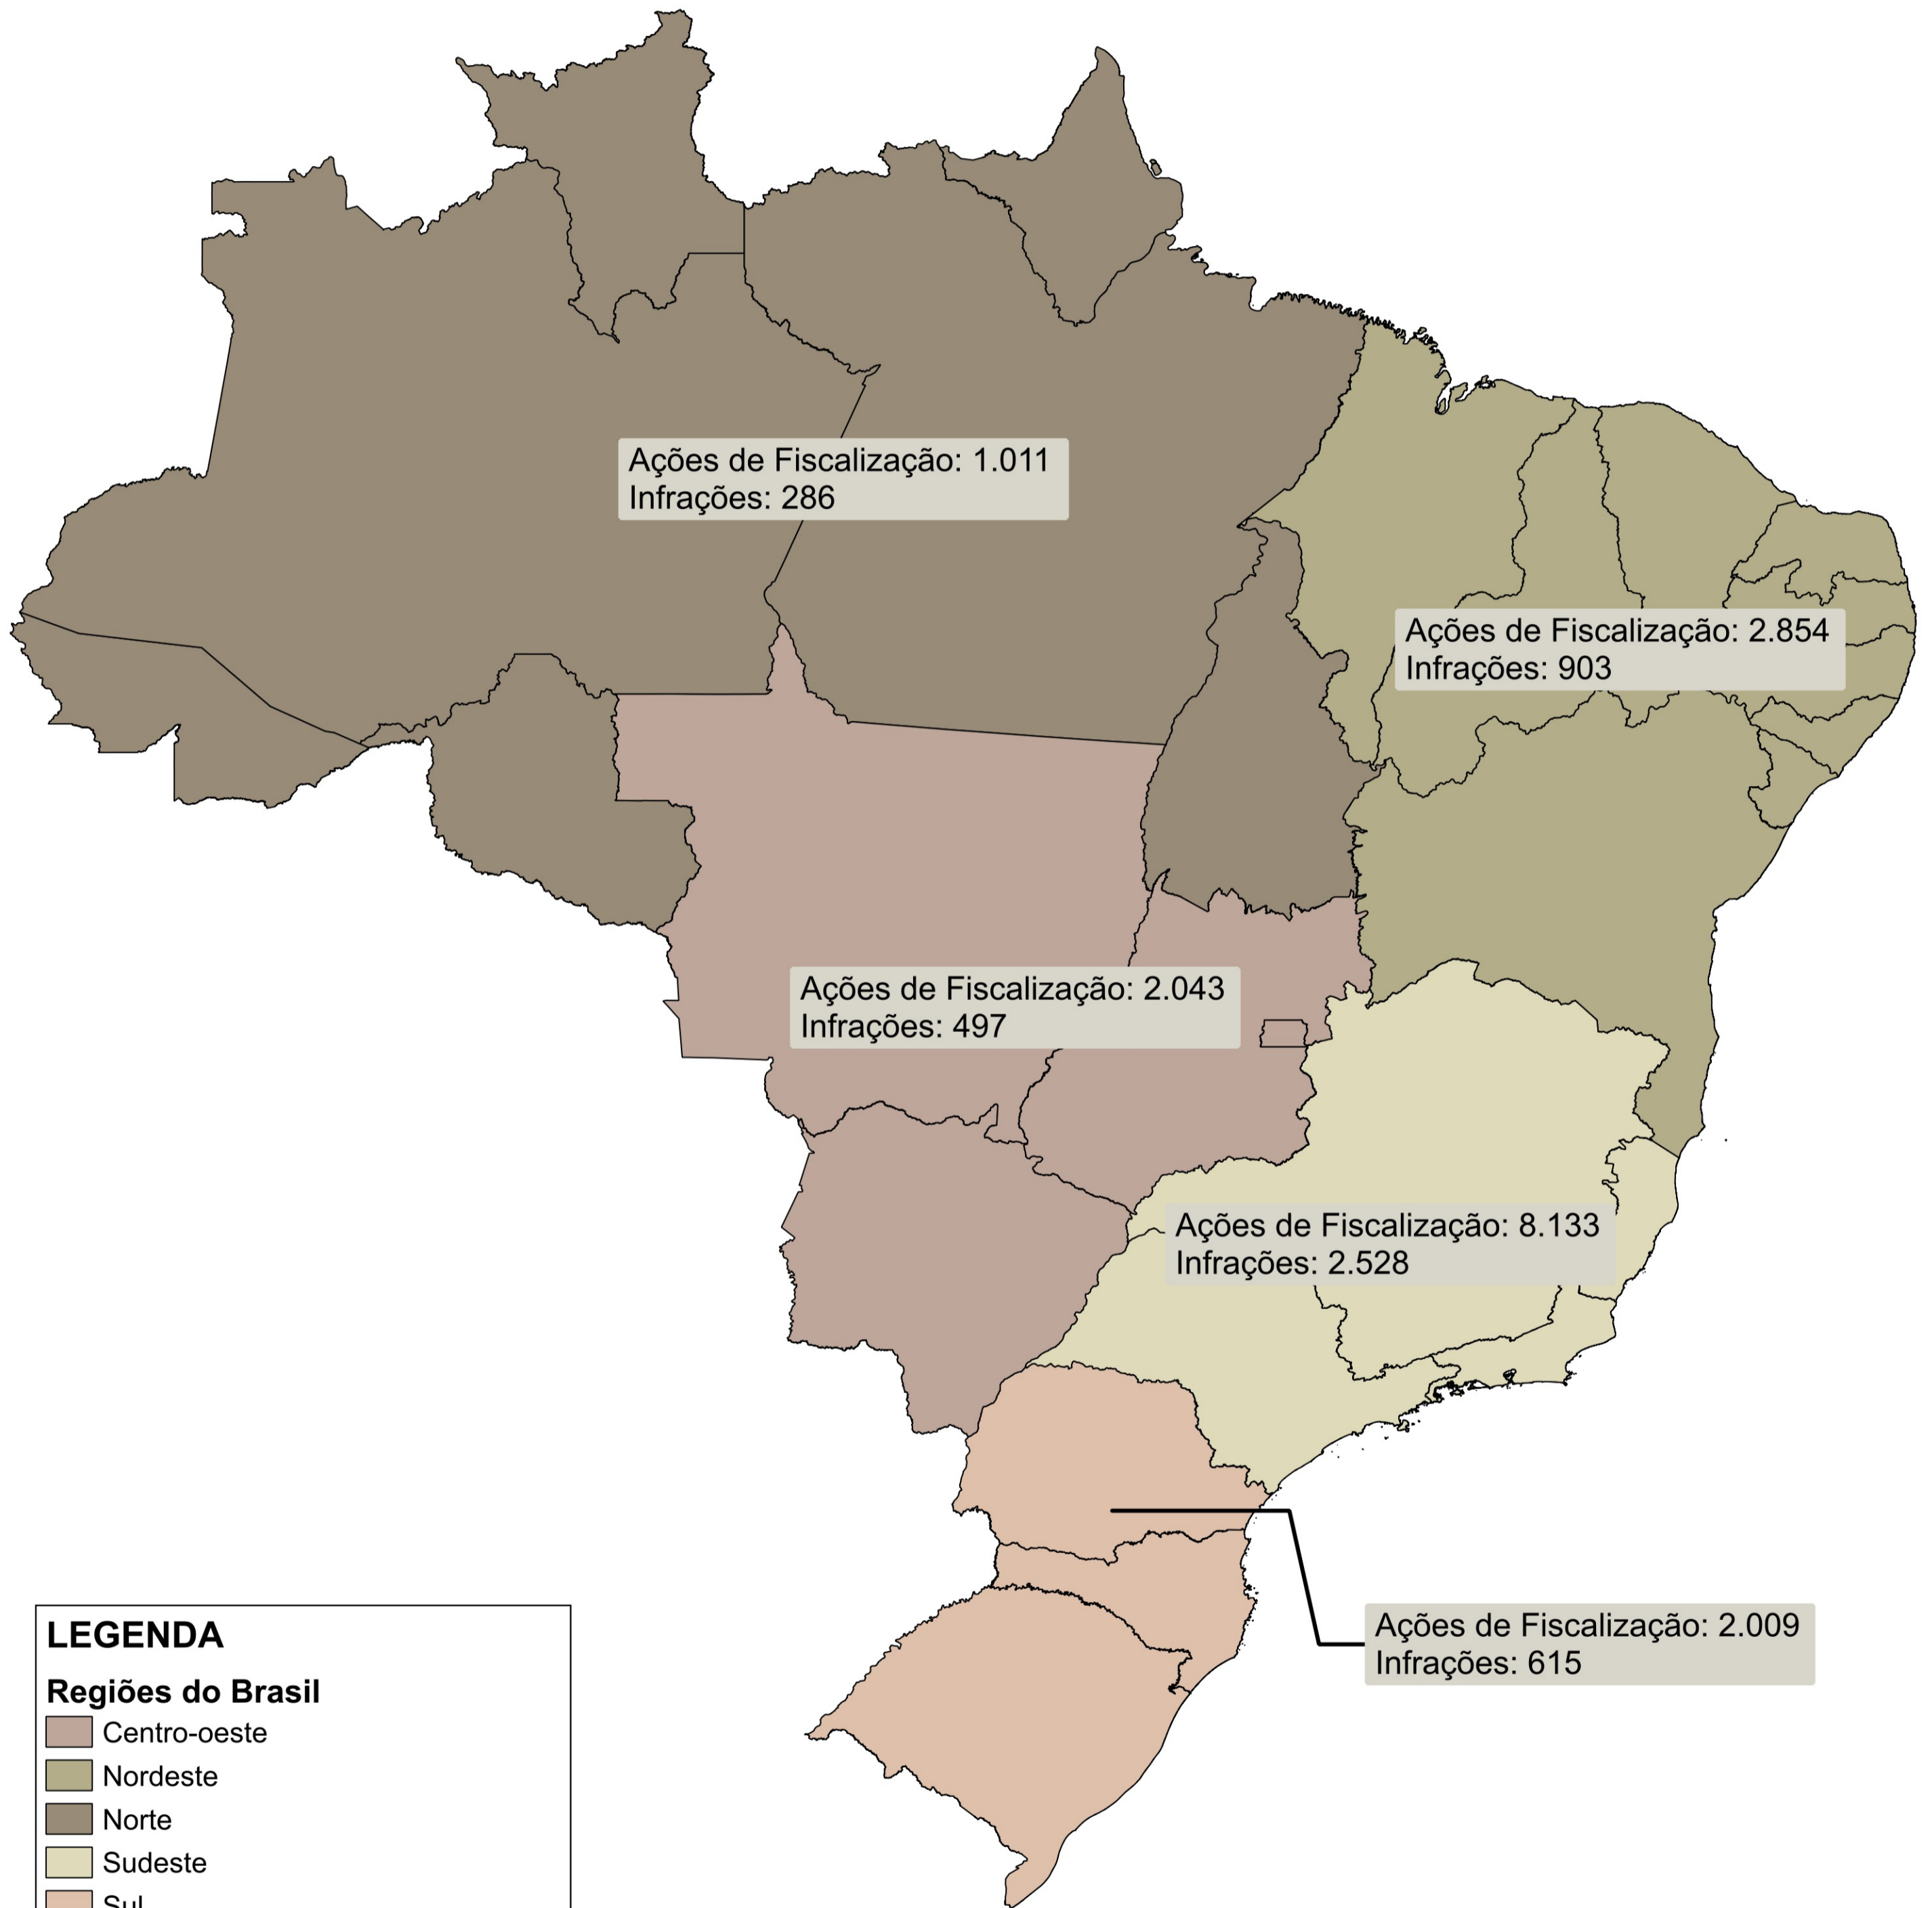 Ações de Fiscalização: 1.011
Infrações: 286
Ações de Fiscalização: 2.854
Infrações: 903
Ações de Fiscalização: 2.043
Infrações: 497
Ações de Fiscalização: 8.133
Infrações: 2.528
Ações de Fiscalização: 2.009
Infrações: 615
LEGENDA
Regiões do Brasil
Centro-oeste
Nordeste
Norte
Sudeste
Sul